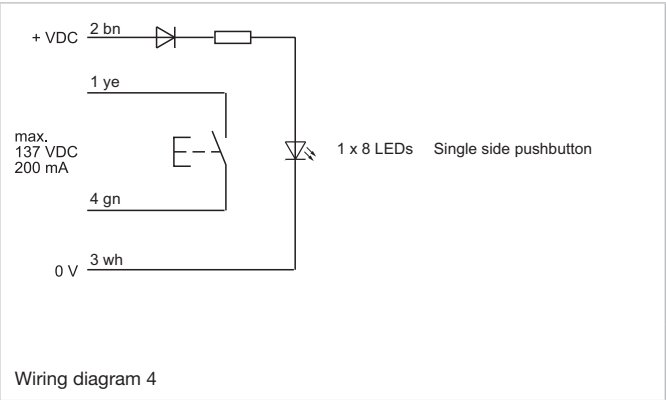 + VDC 2 bn
1 ye
max.
137 VDC
200 mA
1 x 8 LEDs Single side pushbutton
4 gn
0 V 3 wh
Wiring diagram 4